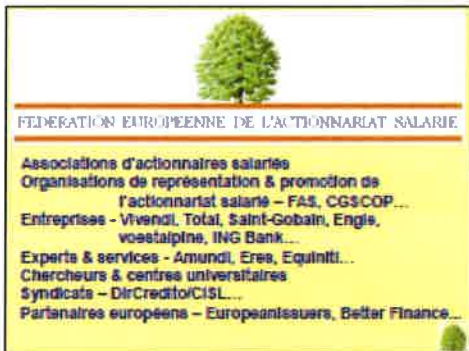 FEDERATION EUROPEENNE DE L'ACTIONNARIAT SALARIE
Associations d'actionnaires salariés
Organisations de représentation & promotion de
l'actionnariat salarié – FAS, CGSCOP…
Entreprises - Vivendi, Total, Saint-Gobain, Engie,
voestalpine, ING Bank…
Experts & services - Amundi, Eres, Equiniti…
Chercheurs & centres universitaires
Syndicats – DirCredito/CISL…
Partenaires européens – EuropeanIssuers, Better Finance…